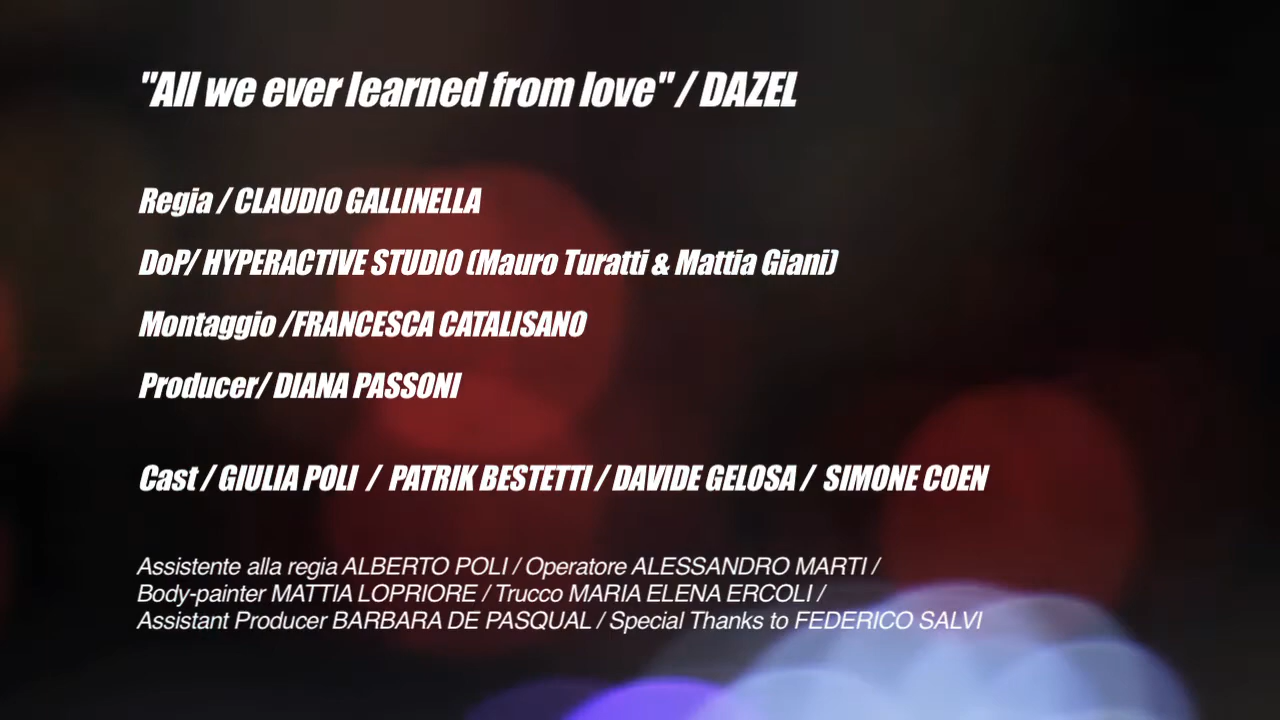 "All we ever learned from love" / DAZEL
Regia / CLAUDIO GALLINELLA
DoP/ HYPERACTIVE STUDIO (Mauro Turatti & Mattia Giani)
Montaggio /FRANCESCA CATALISANO
Producer/ DIANA PASSONI
Cast / GIULIA POLI / PATRIK BESTETTI / DAVIDE GELOSA / SIMONE COEN
Assistente alla regia ALBERTO POLI / Operatore ALESSANDRO MARTI /
Body-painter MATTIA LOPRIORE / Trucco MARIA ELENA ERCOLI /
Assistant Producer BARBARA DE PASQUAL / Special Thanks to FEDERICO SALVI